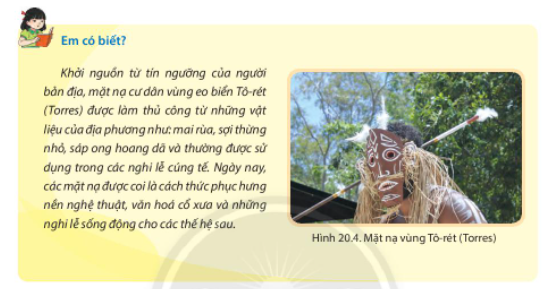 Em có biết?
Khởi nguồn từ tín ngưỡng của người
bản địa, mặt nạ cư dân vùng eo biển Tô-rét
(Torres) được làm thủ công từ những vật
liệu của địa phương như: mai rùa, sợi thừng
nhỏ, sáp ong hoang dã và thường được sử
dụng trong các nghi lễ cúng tế. Ngày nay,
các mặt nạ được coi là cách thức phục hưng
nền nghệ thuật, văn hoá cổ xưa và những
nghi lễ sống động cho các thế hệ sau.
Hình 20.4. Mặt nạ vùng Tô-rét (Torres)